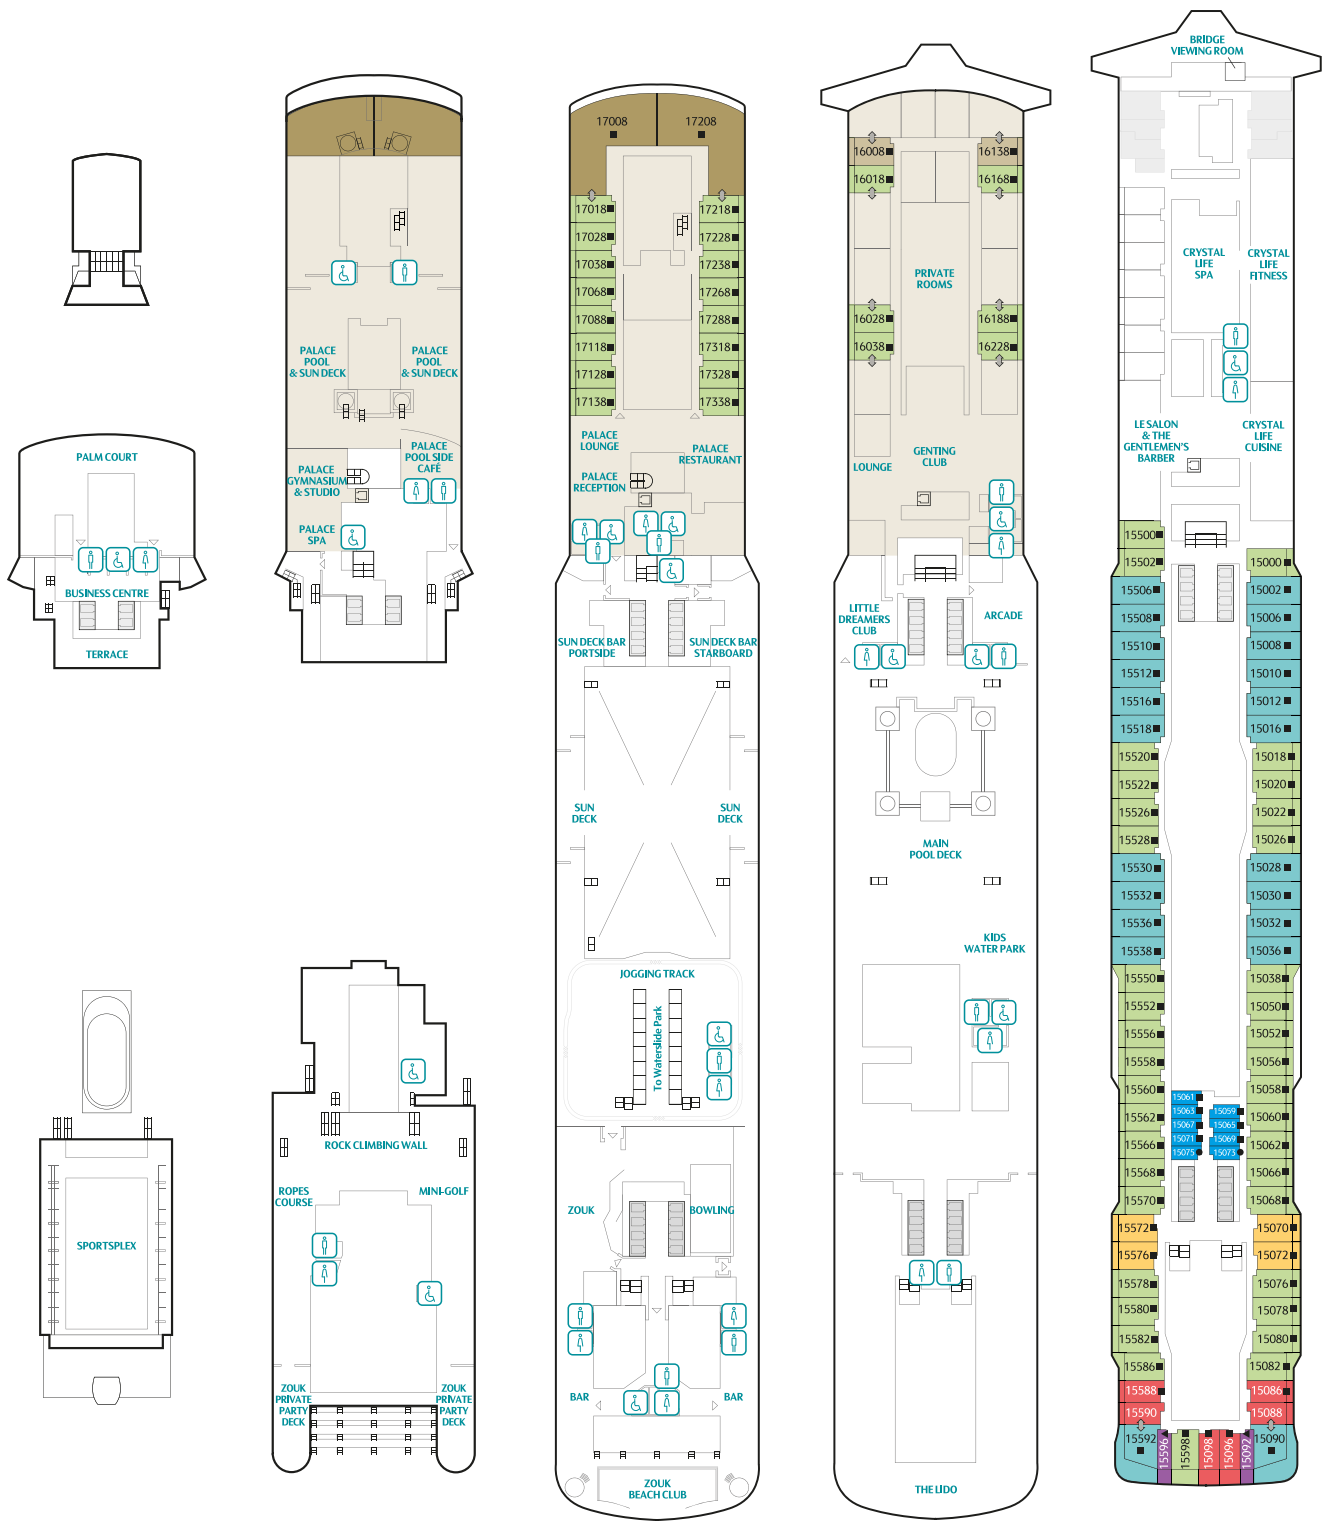 PALM COURT
BUSINESS CENTRE
TERRACE
SPORTSPLEX
PALACE
POOL
& SUN DECK
PALACE
POOL
& SUN DECK
PALACE
GYMNASIUM
& STUDIO
PALACE
POOL SIDE
CAFÉ
PALACE
SPA
ROCK CLIMBING WALL
ROPES
COURSE
MINI-GOLF
ZOUK
PRIVATE
PARTY
DECK
ZOUK
PRIVATE
PARTY
DECK
17008
17208
17018
17218
17028
17228
17038
17238
17068
17268
17088
17288
17118
17318
17128
17328
17138
17338
PALACE
LOUNGE
PALACE
RESTAURANT
PALACE
RECEPTION
SUN DECK BAR
PORTSIDE
SUN DECK BAR
STARBOARD
SUN
DECK
SUN
DECK
JOGGING TRACK
To Waterslide Park
ZOUK
BOWLING
BAR
BAR
ZOUK
BEACH CLUB
16008
16138
16018
16168
PRIVATE
ROOMS
16028
16188
16038
16228
LOUNGE
GENTING
CLUB
LITTLE
DREAMERS
CLUB
ARCADE
MAIN
POOL DECK
KIDS
WATER PARK
THE LIDO
BRIDGE
VIEWING ROOM
CRYSTAL
LIFE
SPA
CRYSTAL
LIFE
FITNESS
LE SALON
& THE
GENTLEMEN'S
BARBER
CRYSTAL
LIFE
CUISINE
15500
15502
15000
15506
15002
15508
15006
15510
15008
15512
15010
15516
15012
15518
15016
15520
15018
15522
15020
15526
15022
15528
15026
15530
15028
15532
15030
15536
15032
15538
15036
15550
15038
15552
15050
15556
15052
15558
15056
15560
15058
15061
15063
15059
15067
15065
15071
15069
15075
15073
15562
15060
15566
15062
15568
15066
15570
15068
15572
15070
15576
15072
15578
15076
15580
15078
15582
15080
15586
15082
15588
15086
15590
15088
15592
15596
15598
15098
15096
15092
15090